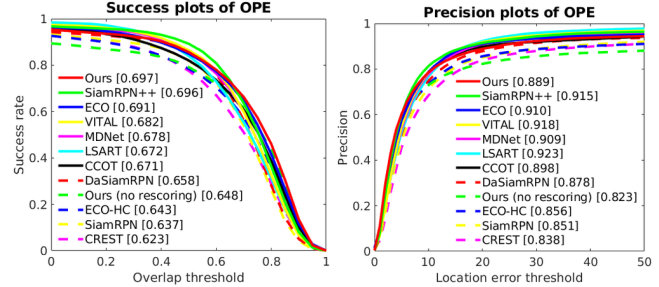 Success plots of OPE
1
0.8
0.6
0.4
0.2
0
Success rate
Ours [0.697]
SiamRPN++ [0.696]
ECO [0.691]
VITAL [0.682]
MDNet [0.678]
LSART [0.672]
CCOT [0.671]
DaSiamRPN [0.658]
Ours (no rescoring) [0.648]
ECO-HC [0.643]
SiamRPN [0.637]
CREST [0.623]
0 0.2 0.4 0.6 0.8 1
Overlap threshold
Precision plots of OPE
1
0.8
0.6
0.4
0.2
0
Precision
Ours [0.889]
SiamRPN++ [0.915]
ECO [0.910]
VITAL [0.918]
MDNet [0.909]
LSART [0.923]
CCOT [0.898]
DaSiamRPN [0.878]
Ours (no rescoring) [0.823]
ECO-HC [0.856]
SiamRPN [0.851]
CREST [0.838]
0 10 20 30 40 50
Location error threshold